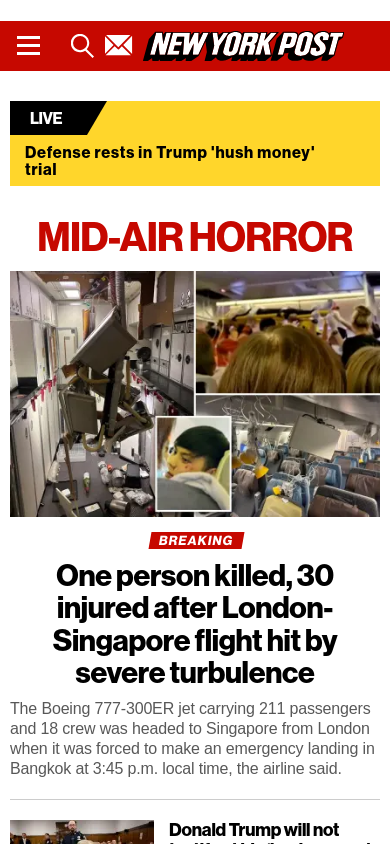 NEW YORK POST
LIVE
Defense rests in Trump 'hush money'
trial
MID-AIR HORROR
BREAKING
One person killed, 30
injured after London-
Singapore flight hit by
severe turbulence
The Boeing 777-300ER jet carrying 211 passengers
and 18 crew was headed to Singapore from London
when it was forced to make an emergency landing in
Bangkok at 3:45 p.m. local time, the airline said.
Donald Trump will not